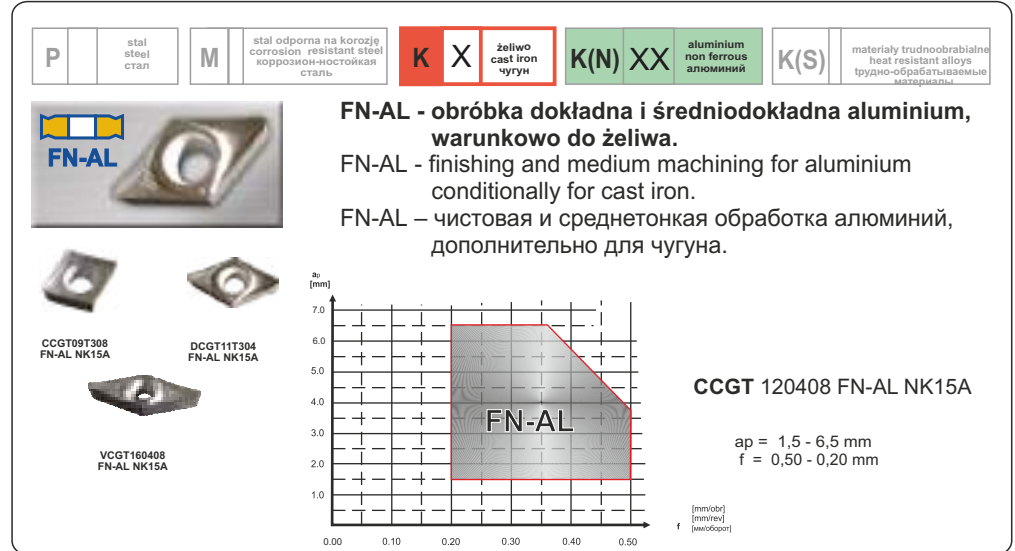 P
stal
steel
стал
M
stal odporna na korozję
corrosion resistant steel
коррозион-ностойкая
сталь
K
X
żeliwo
cast iron
чугун
K(N)
XX
aluminium
non ferrous
алюминий
K(S)
materiały trudnoobrabialne
heat resistant alloys
трудно-обрабатываемые
материалы
FN-AL
FN-AL - obróbka dokładna i średniodokładna aluminium,
warunkowo do żeliwa.
FN-AL - finishing and medium machining for aluminium
conditionally for cast iron.
FN-AL – чистовая и среднетонкая обработка алюминий,
дополнительно для чугуна.
CCGT09T308
FN-AL NK15A
DCGT11T304
FN-AL NK15A
VCGT160408
FN-AL NK15A
ap
[mm]
7.0
6.0
5.0
4.0
3.0
2.0
1.0
FN-AL
0.00 0.10 0.20 0.30 0.40 0.50
f
[mm/obr]
[mm/rev]
[мм/оборот]
CCGT 120408 FN-AL NK15A
ap = 1,5 - 6,5 mm
f = 0,50 - 0,20 mm